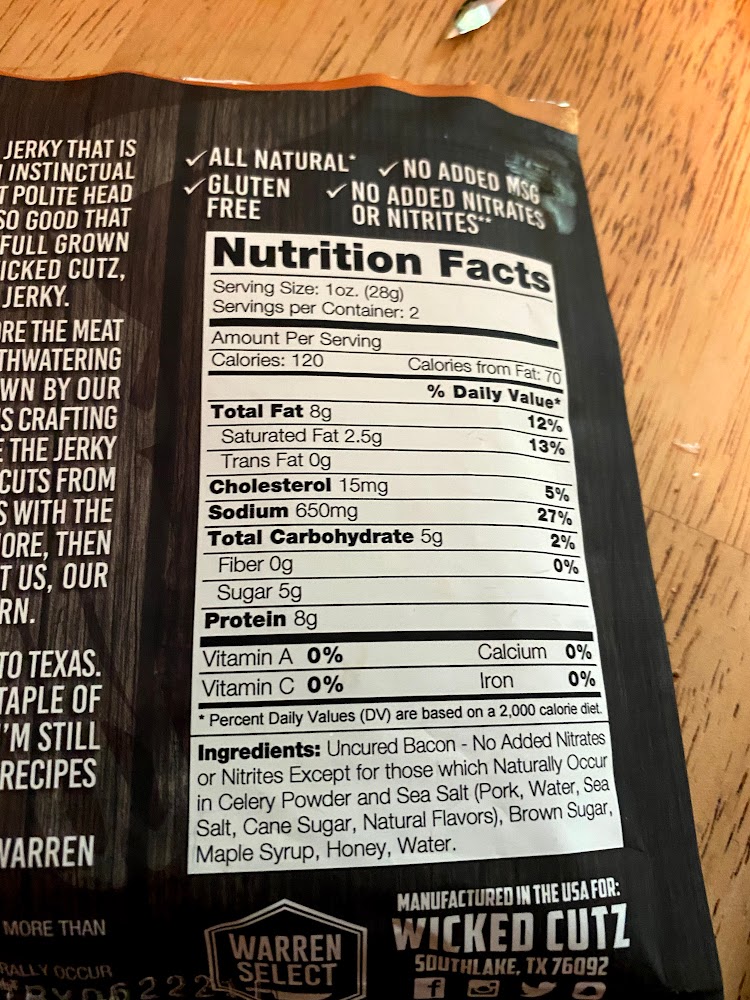 JERKY THAT IS
INSTINCTUAL
POLITE HEAD
SO GOOD THAT
FULL GROWN
ICKED CUTZ,
JERKY.
RE THE MEAT
THWATERING
WN BY OUR
S CRAFTING
THE JERKY
CUTS FROM
S WITH THE
ORE, THEN
T US, OUR
RN.
TO TEXAS.
TAPLE OF
'M STILL
RECIPES
WARREN
MORE THAN
RALLY OCCUR
✓ ALL NATURAL* ✓ NO ADDED MSG
✓ GLUTEN FREE ✓ NO ADDED NITRATES OR NITRITES**
Nutrition Facts
Serving Size: 1oz. (28g)
Servings per Container: 2
Amount Per Serving
Calories: 120 Calories from Fat: 70
% Daily Value*
Total Fat 8g 12%
Saturated Fat 2.5g 13%
Trans Fat 0g
Cholesterol 15mg 5%
Sodium 650mg 27%
Total Carbohydrate 5g 2%
Fiber 0g 0%
Sugar 5g
Protein 8g
Vitamin A 0% Calcium 0%
Vitamin C 0% Iron 0%
* Percent Daily Values (DV) are based on a 2,000 calorie diet.
Ingredients: Uncured Bacon - No Added Nitrates
or Nitrites Except for those which Naturally Occur
in Celery Powder and Sea Salt (Pork, Water, Sea
Salt, Cane Sugar, Natural Flavors), Brown Sugar,
Maple Syrup, Honey, Water.
WARREN
SELECT
MANUFACTURED IN THE USA FOR:
WICKED CUTZ
SOUTHLAKE, TX 76092